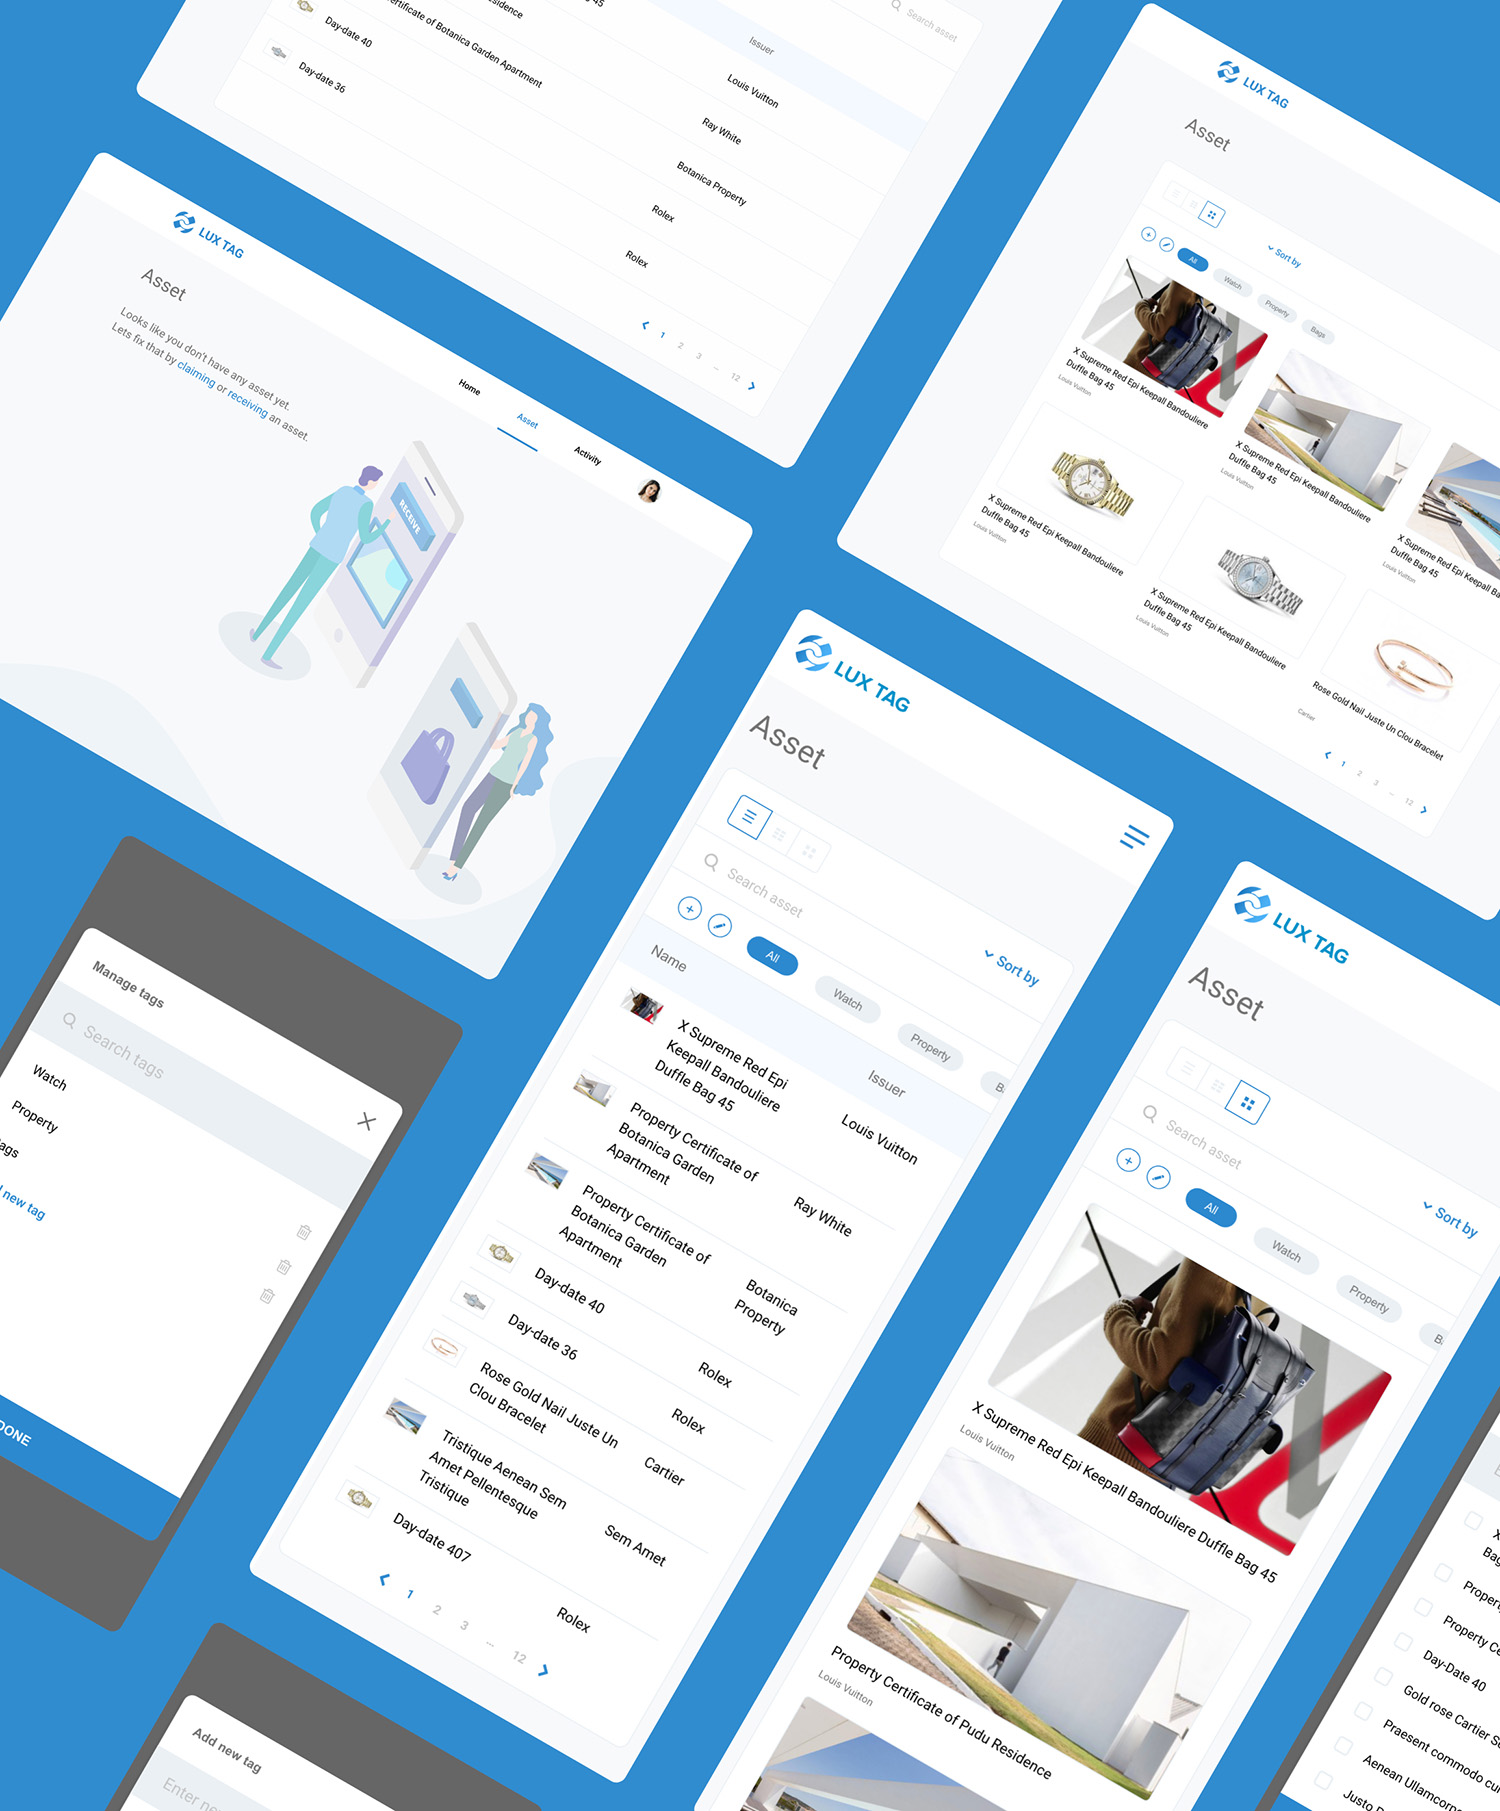 Residence
45
Search asset
Certificate of Botanica Garden Apartment
Day-date 40
Day-date 36
Issuer
Louis Vuitton
Ray White
Botanica Property
Rolex
Rolex
1 2 3 ... 12
LUX TAG
Asset
Sort by
All
Watch
Property
Bags
X Supreme Red Epi Keepall Bandouliere
Duffle Bag 45
Louis Vuitton
X Supreme Red Epi Keepall Bandouliere
Duffle Bag 45
Louis Vuitton
X Supreme Red Epi Keepall Ba
Duffle Bag 45
Louis Vuitton
X Supreme Red Epi Keepall Bandouliere
Duffle Bag 45
Louis Vuitton
X Supreme Red Epi Keepall Bandouliere
Duffle Bag 45
Louis Vuitton
Rose Gold Nail Juste Un Clou Bracelet
Cartier
1 2 3 ... 12
LUX TAG
Home
Asset
Activity
Asset
Looks like you don't have any asset yet.
Lets fix that by claiming or receiving an asset.
RECEIVE
LUX TAG
Asset
Search asset
Sort by
All
Watch
Property
B
Name
Issuer
X Supreme Red Epi
Keepall Bandouliere
Duffle Bag 45
Louis Vuitton
Property Certificate of
Botanica Garden
Apartment
Ray White
Property Certificate of
Botanica Garden
Apartment
Botanica
Property
Day-date 40
Rolex
Day-date 36
Rolex
Rose Gold Nail Juste Un
Clou Bracelet
Cartier
Tristique Aenean Sem
Amet Pellentesque
Tristique
Sem Amet
Day-date 407
Rolex
1 2 3 ... 12
Manage tags
Search tags
Watch
Property
ags
new tag
DONE
Add new tag
Enter ne
LUX TAG
Asset
Search asset
Sort by
All
Watch
Property
B
X Supreme Red Epi Keepall Bandouliere Duffle Bag 45
Louis Vuitton
Property Certificate of Pudu Residence
Louis Vuitton
X
Bag
Propert
Property Ce
Day-Date 40
Gold rose Cartier S
Praesent commodo cu
Aenean Ullamcorp
Justo